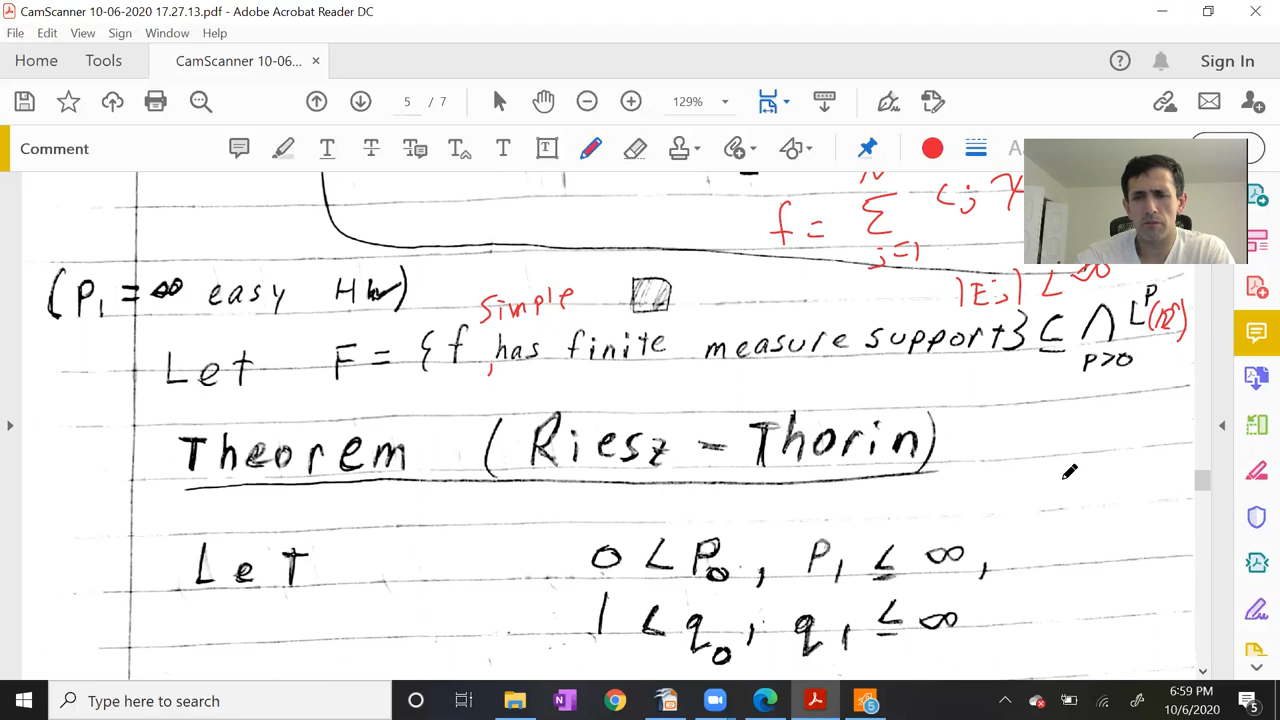 CamScanner 10-06-2020 17.27.13.pdf - Adobe Acrobat Reader DC
File Edit View Sign Window Help
Home Tools CamScanner 10-06... × Sign In
5 / 7 129%
Comment
N
f = Σ c_j χ
j=1
|E_j| < ∞
(P₁ = ∞ easy HW)
simple
Let F = {f, has finite measure support} ⊆ ⋂ L^p
p>0
Theorem (Riesz - Thorin)
Let 0 < P₀, P₁ ≤ ∞,
1 < q₀, q₁ ≤ ∞
Type here to search
6:59 PM
10/6/2020
5